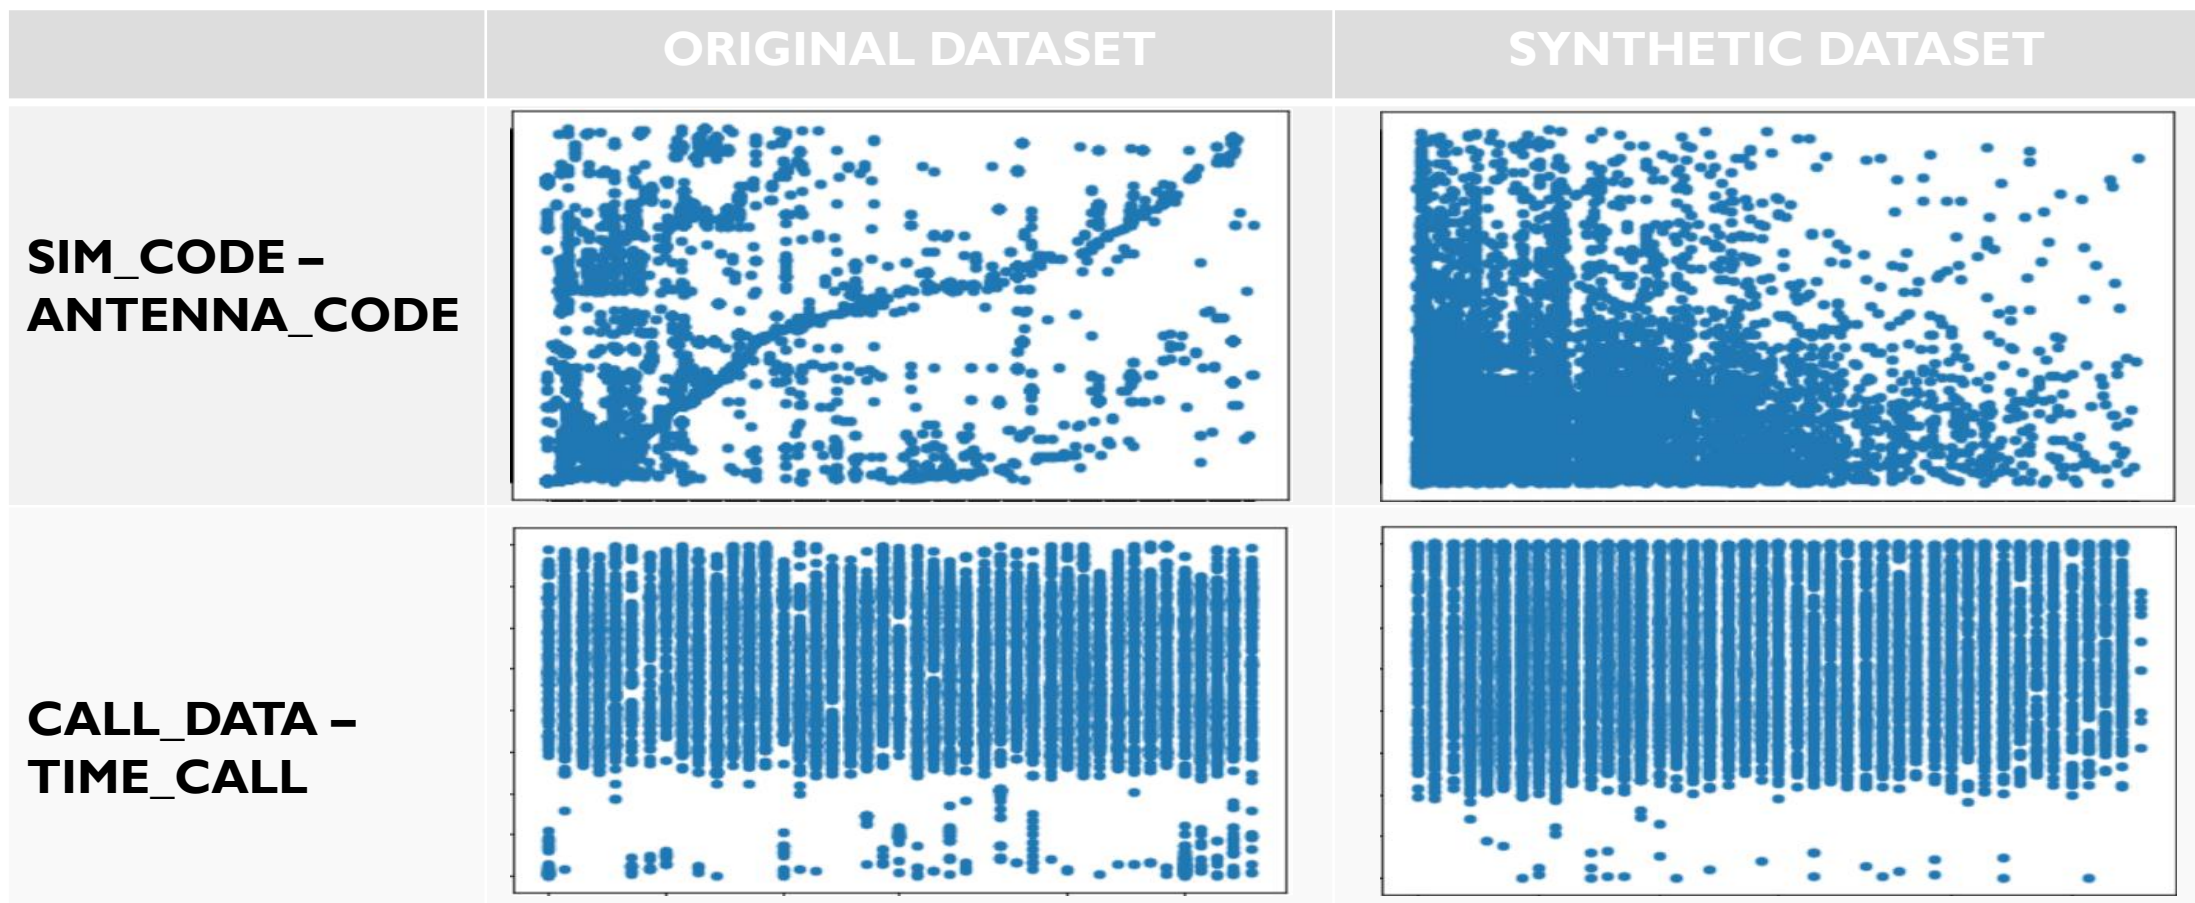 ORIGINAL DATASET
SYNTHETIC DATASET
SIM_CODE –
ANTENNA_CODE
CALL_DATA –
TIME_CALL